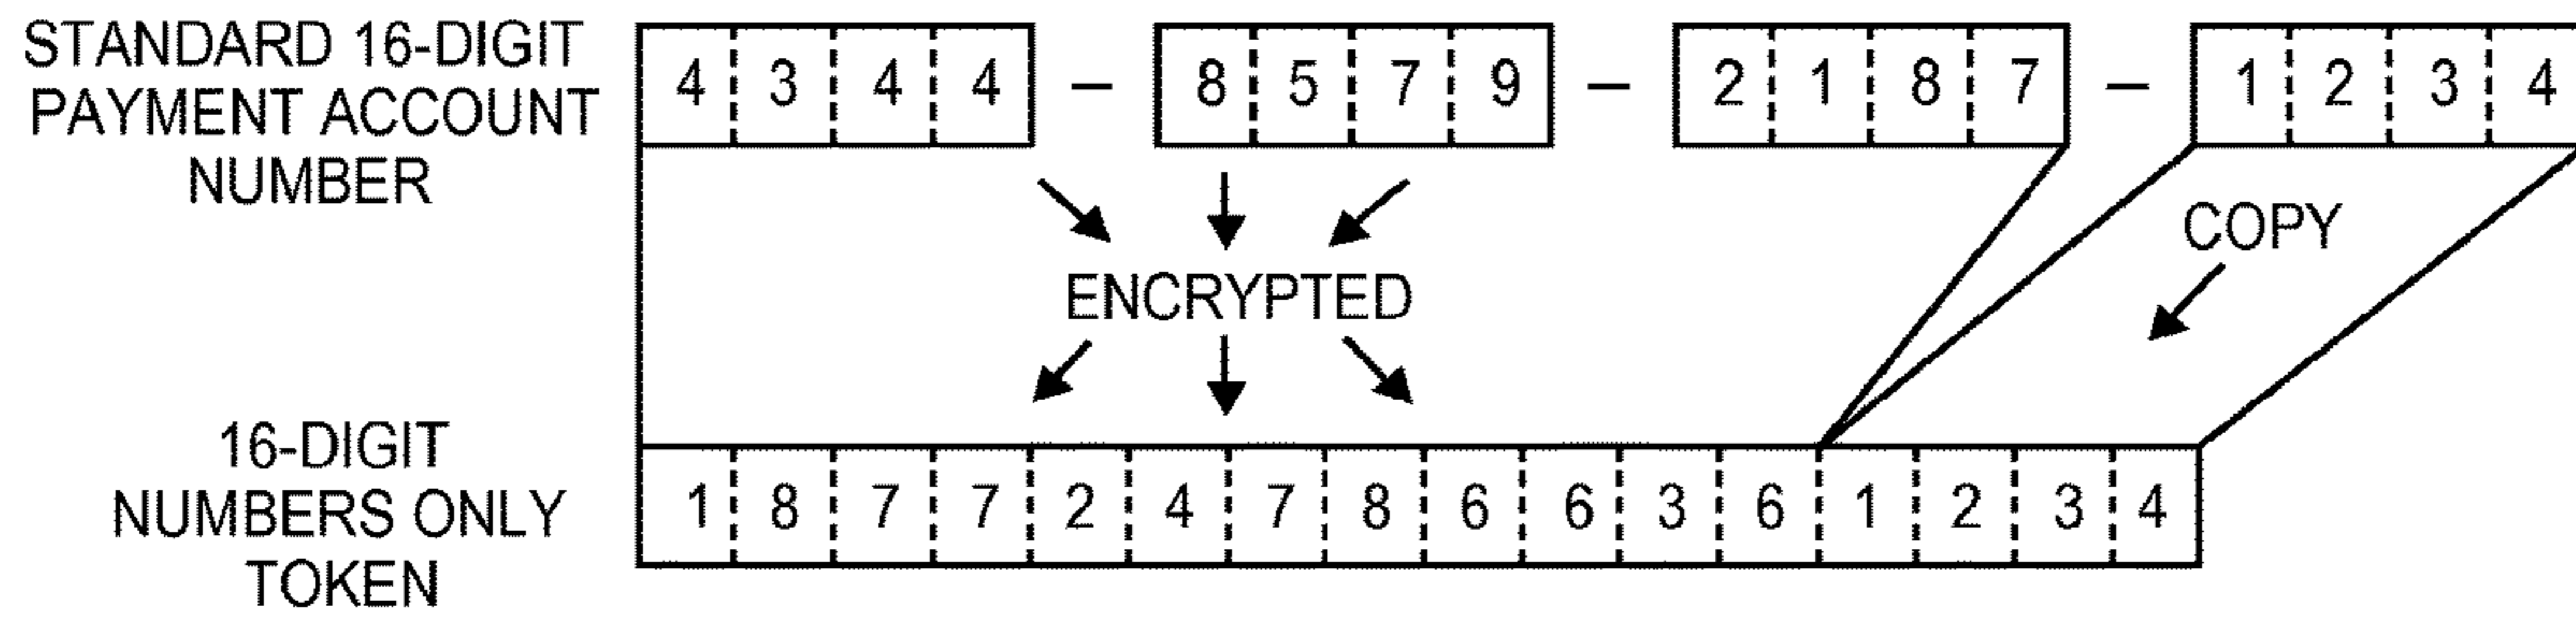 STANDARD 16-DIGIT
PAYMENT ACCOUNT
NUMBER
4 3 4 4 – 8 5 7 9 – 2 1 8 7 – 1 2 3 4
COPY
ENCRYPTED
16-DIGIT
NUMBERS ONLY
TOKEN
1 8 7 7 2 4 7 8 6 6 3 6 1 2 3 4